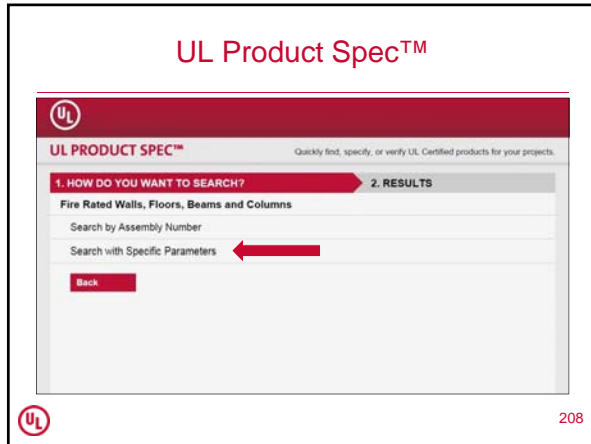 UL Product Spec™
UL
UL PRODUCT SPEC™ Quickly find, specify, or verify UL Certified products for your projects.
1. HOW DO YOU WANT TO SEARCH? 2. RESULTS
Fire Rated Walls, Floors, Beams and Columns
Search by Assembly Number
Search with Specific Parameters
Back
UL
208